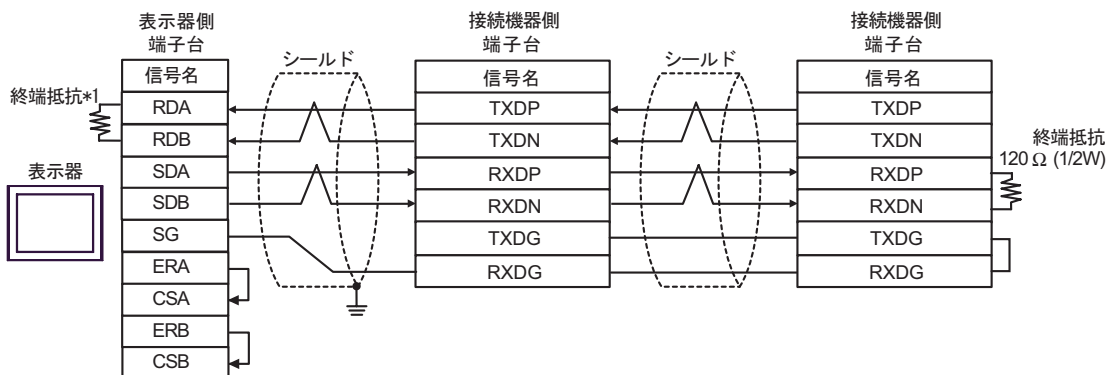 表示器側
端子台
接続機器側
端子台
接続機器側
端子台
シールド
シールド
信号名
信号名
信号名
終端抵抗*1
RDA
TXDP
TXDP
RDB
TXDN
TXDN
終端抵抗
120 Ω (1/2W)
表示器
SDA
RXDP
RXDP
SDB
RXDN
RXDN
SG
TXDG
TXDG
ERA
RXDG
RXDG
CSA
ERB
CSB